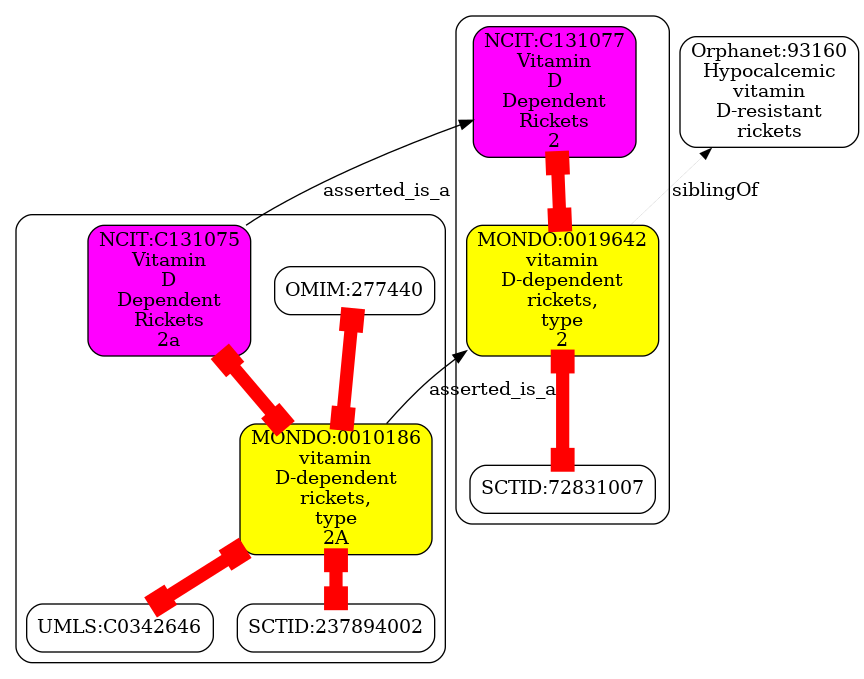 NCIT:C131077
Vitamin
D
Dependent
Rickets
2
Orphanet:93160
Hypocalcemic
vitamin
D-resistant
rickets
asserted_is_a
siblingOf
NCIT:C131075
Vitamin
D
Dependent
Rickets
2a
OMIM:277440
MONDO:0019642
vitamin
D-dependent
rickets,
type
2
asserted_is_a
MONDO:0010186
vitamin
D-dependent
rickets,
type
2A
SCTID:72831007
UMLS:C0342646
SCTID:237894002